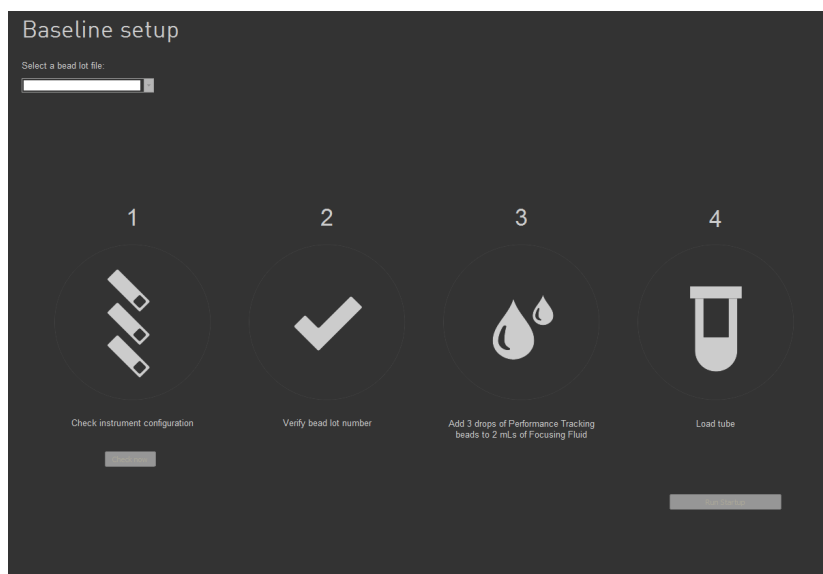 Baseline setup
Select a bead lot file:
1
2
3
4
Check instrument configuration
Verify bead lot number
Add 3 drops of Performance Tracking
beads to 2 mLs of Focusing Fluid
Load tube